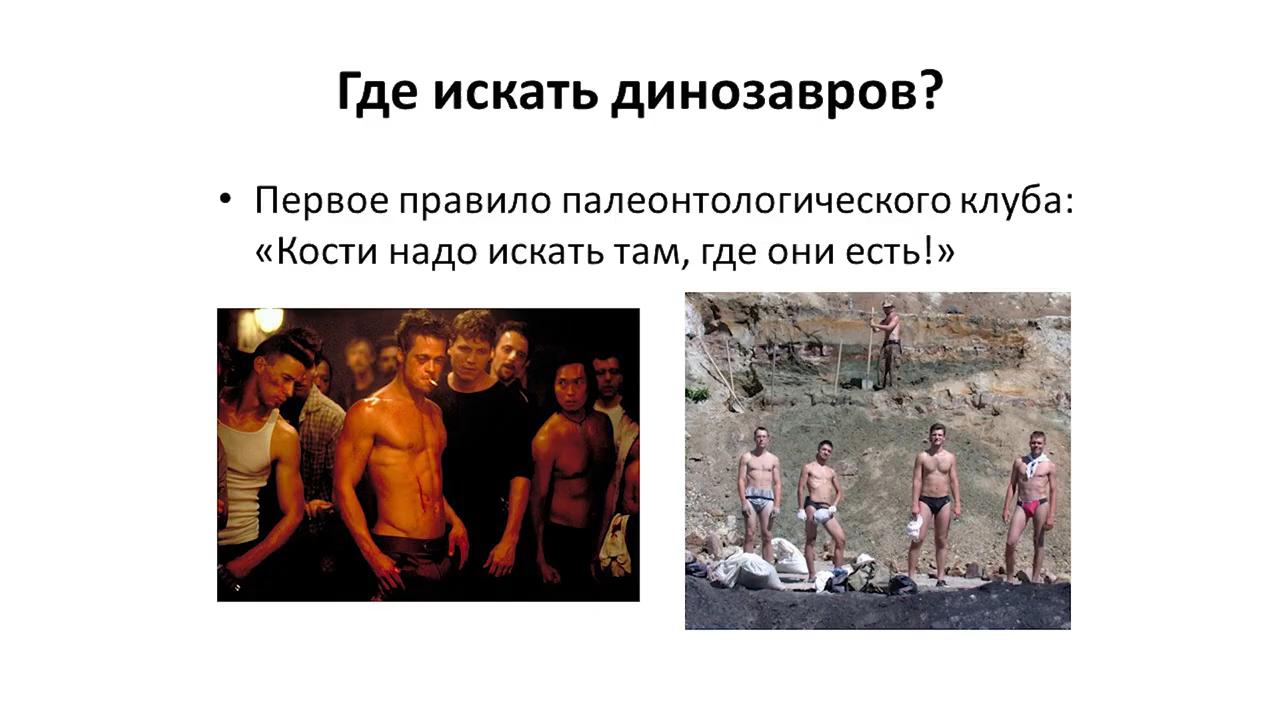 Где искать динозавров?
• Первое правило палеонтологического клуба:
«Кости надо искать там, где они есть!»